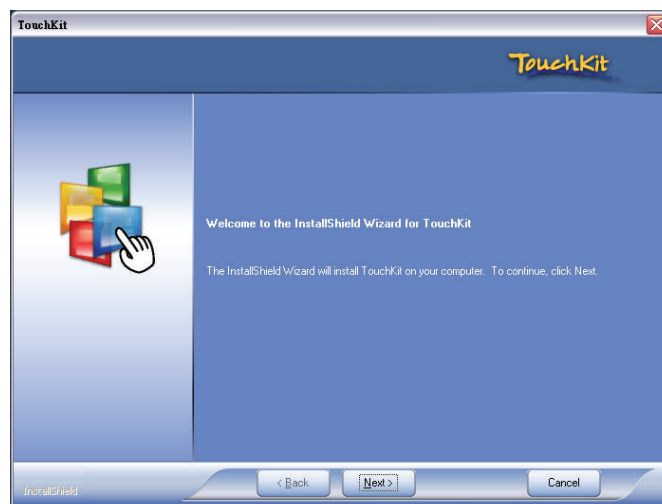 TouchKit
TouchKit
Welcome to the InstallShield Wizard for TouchKit
The InstallShield Wizard will install TouchKit on your computer. To continue, click Next.
InstallShield
< Back
Next >
Cancel